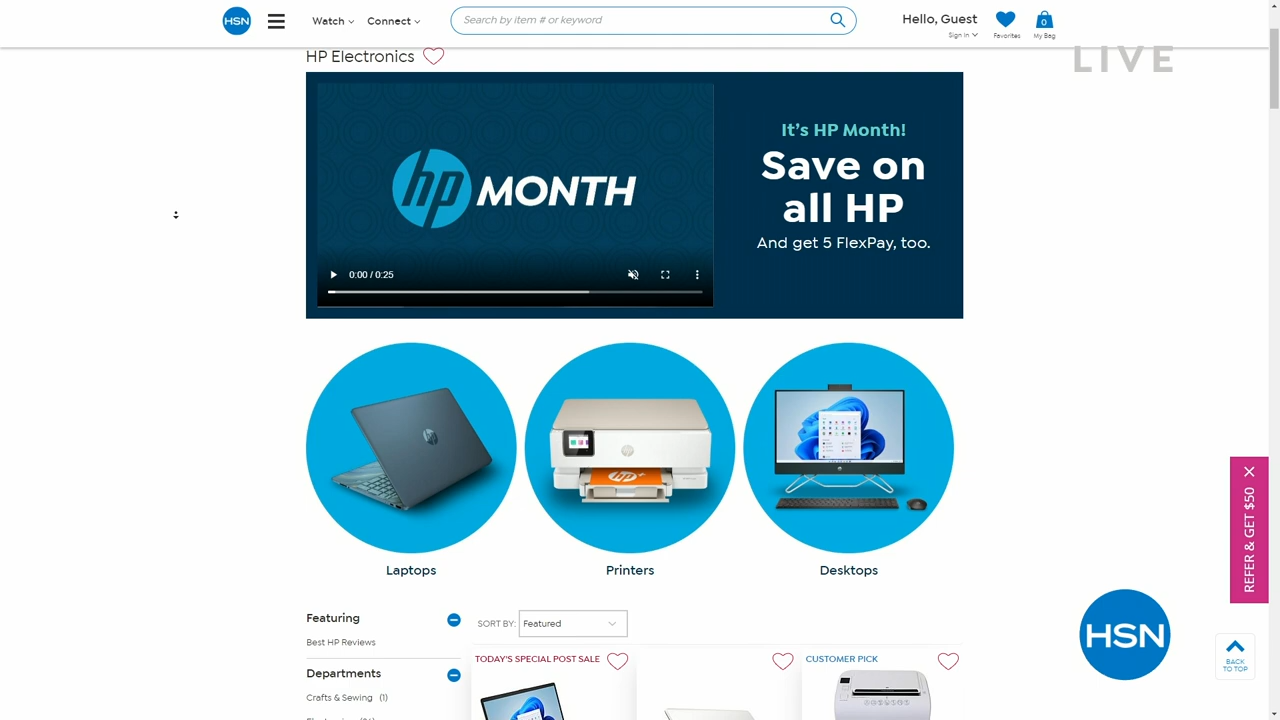 HSN
Watch
Connect
Search by item # or keyword
Hello, Guest
Sign In
Favorites
0
My Bag
HP Electronics
LIVE
hp MONTH
0:00 / 0:25
It's HP Month!
Save on
all HP
And get 5 FlexPay, too.
hp
Laptops
Printers
Desktops
REFER & GET $50
Featuring
Best HP Reviews
Departments
Crafts & Sewing (1)
SORT BY: Featured
TODAY'S SPECIAL POST SALE
CUSTOMER PICK
HSN
BACK
TO TOP